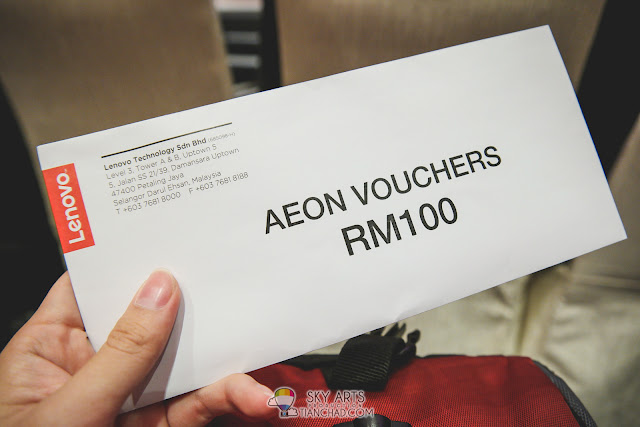 Lenovo
Lenovo Technology Sdn Bhd
Level 3, Tower A & B, Uptown 5
5, Jalan SS 21/39, Damansara Uptown
47400 Petaling Jaya
Selangor Darul Ehsan, Malaysia
T +603 7681 8000 F +603 7681 8188
AEON VOUCHERS
RM100
SKY ARTS
TIANCHAD.COM